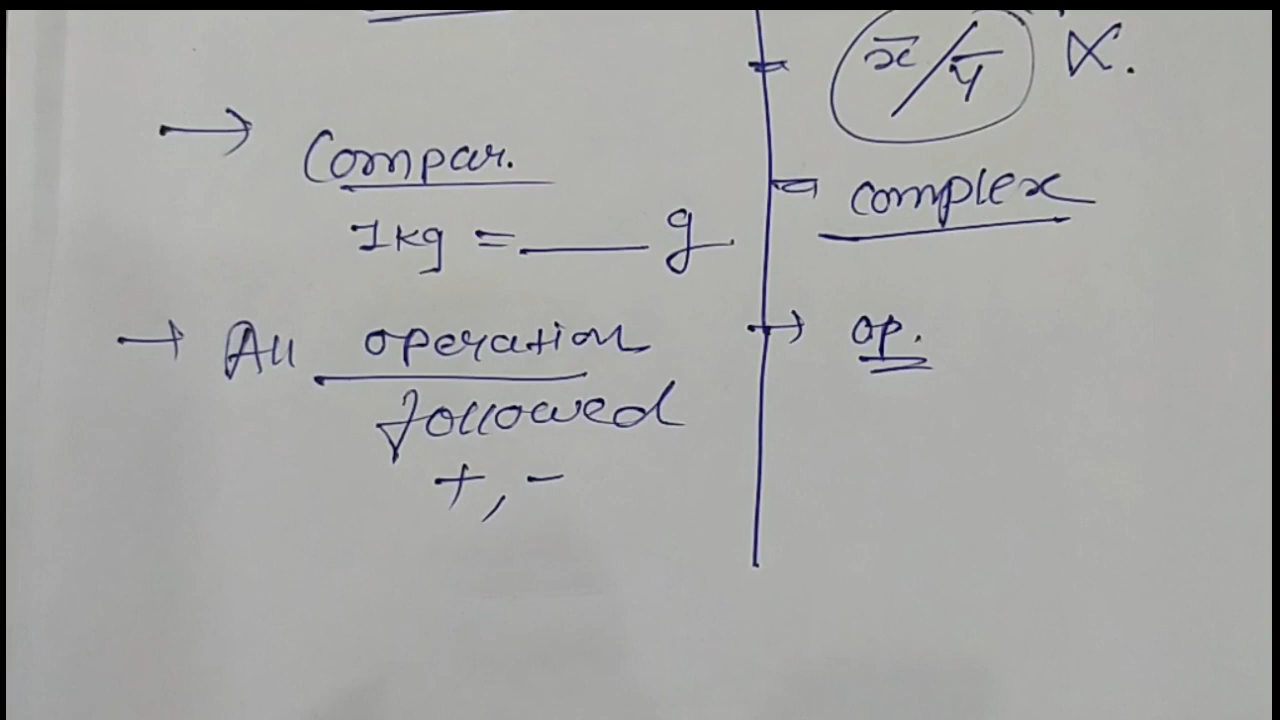 → Compar.
1kg = ____ g
→ All operation
followed
+, -
x̄/ȳ X.
complex
→ op.